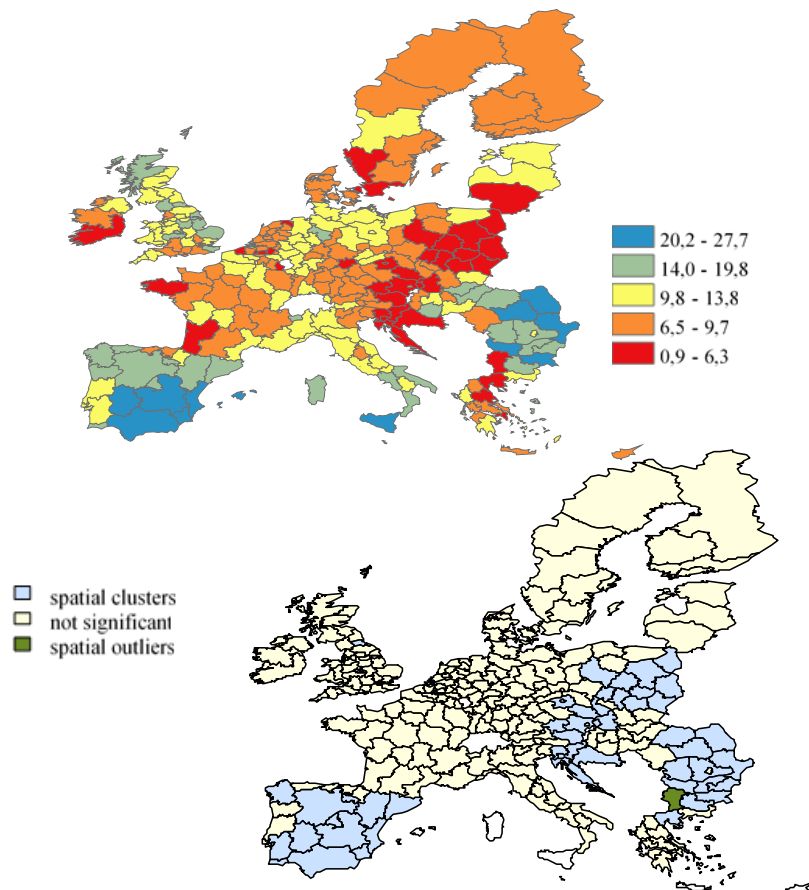 20,2 - 27,7
14,0 - 19,8
9,8 - 13,8
6,5 - 9,7
0,9 - 6,3
spatial clusters
not significant
spatial outliers